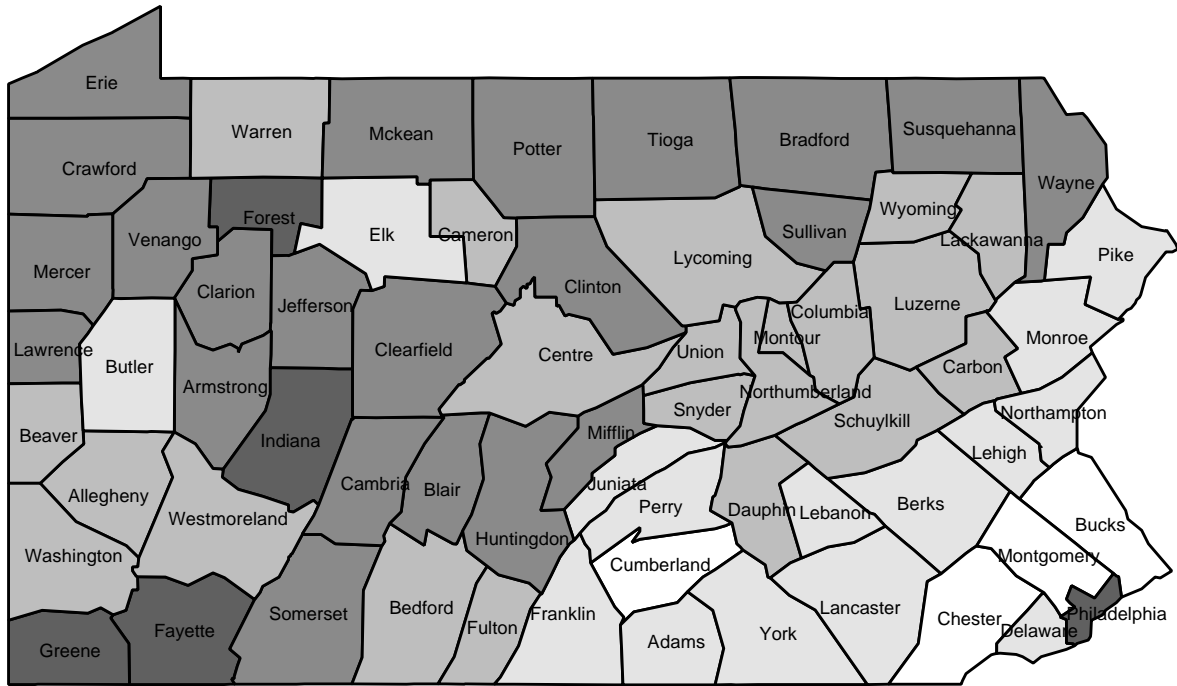 Erie
Warren
Mckean
Potter
Tioga
Bradford
Susquehanna
Wayne
Crawford
Forest
Venango
Elk
Cameron
Sullivan
Wyoming
Lackawanna
Pike
Mercer
Clarion
Jefferson
Clinton
Lycoming
Columbia
Luzerne
Lawrence
Butler
Clearfield
Centre
Union
Montour
Monroe
Armstrong
Northumberland
Carbon
Beaver
Indiana
Mifflin
Snyder
Schuylkill
Northampton
Allegheny
Cambria
Blair
Juniata
Lehigh
Westmoreland
Perry
Dauphin
Lebanon
Berks
Bucks
Washington
Huntingdon
Cumberland
Montgomery
Greene
Fayette
Somerset
Bedford
Fulton
Franklin
Adams
York
Lancaster
Chester
Delaware
Philadelphia